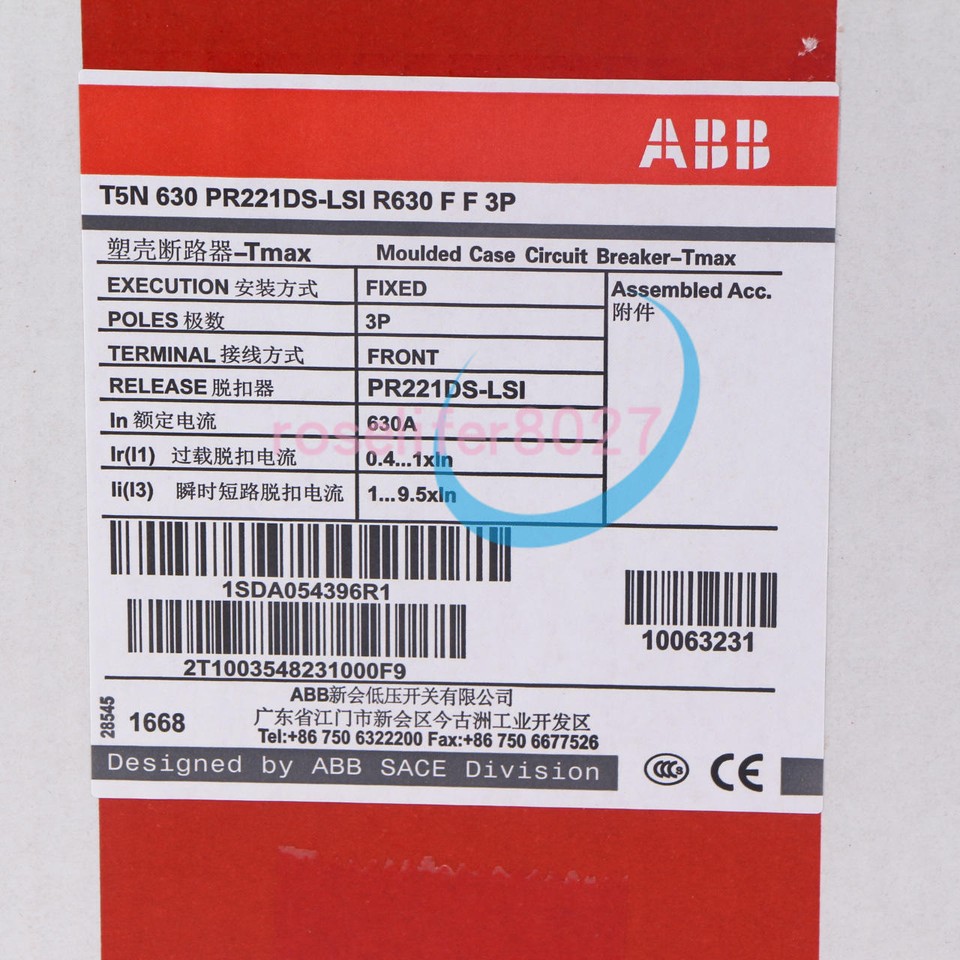 ABB
T5N 630 PR221DS-LSI R630 F F 3P
塑壳断路器-Tmax Moulded Case Circuit Breaker-Tmax
EXECUTION 安装方式 FIXED Assembled Acc.
附件
POLES 极数 3P
TERMINAL 接线方式 FRONT
RELEASE 脱扣器 PR221DS-LSI
In 额定电流 630A
roselifer8027
Ir(I1) 过载脱扣电流 0.4...1xIn
Ii(I3) 瞬时短路脱扣电流 1...9.5xIn
1SDA054396R1
10063231
2T1003548231000F9
ABB新会低压开关有限公司
28545
1668
广东省江门市新会区今古洲工业开发区
Tel:+86 750 6322200 Fax:+86 750 6677526
Designed by ABB SACE Division CCC S CE